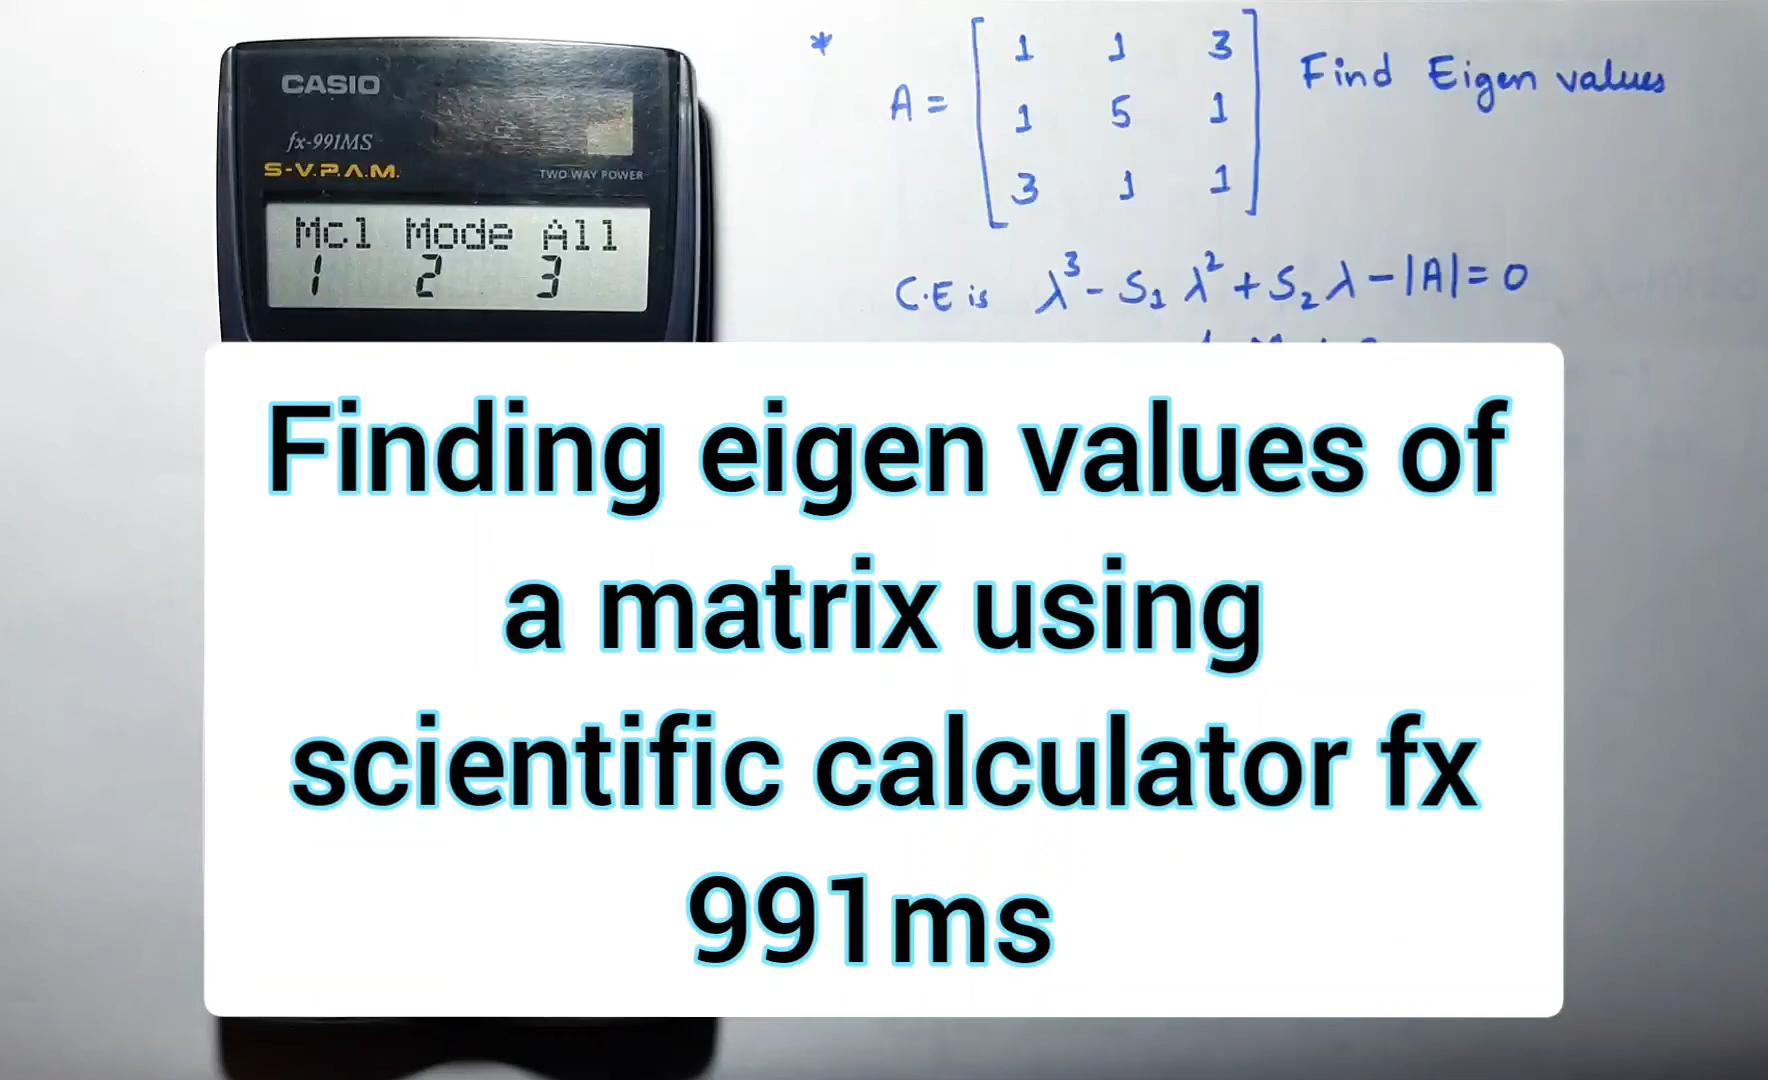 CASIO
fx-991MS
S-V.P.A.M.
TWO WAY POWER
Mcl Mode All
1 2 3
*
A = [ 1 1 3
1 5 1
3 1 1 ]
Find Eigen values
C.E is λ³ - S₁ λ² + S₂ λ - |A| = 0
Finding eigen values of
a matrix using
scientific calculator fx
991ms